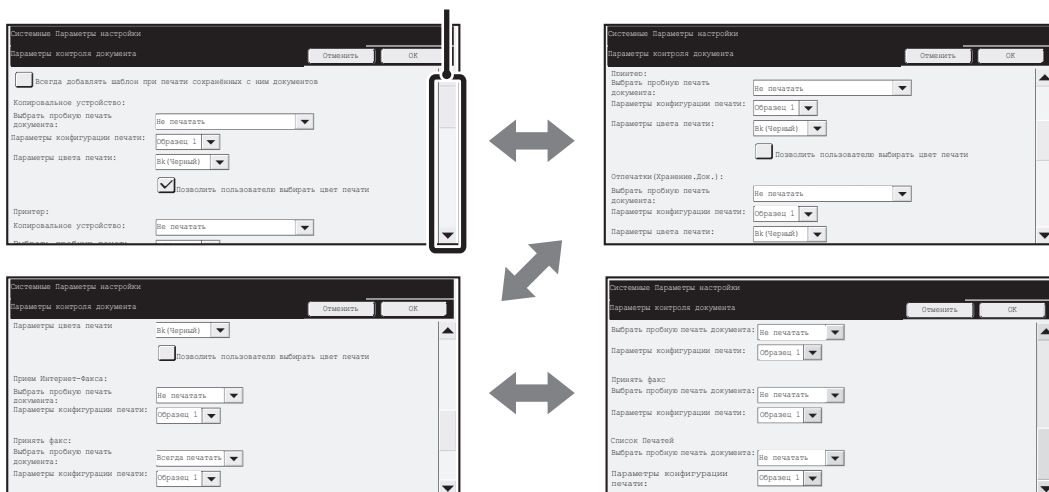 Системные Параметры настройки
Параметры контроля документа
Отменить
OK
Всегда добавлять шаблон при печати сохранённых с ним документов
Копировальное устройство:
Выбрать пробную печать
документа:
Не печатать
Параметры конфигурации печати:
Образец 1
Параметры цвета печати:
Bk(Черный)
Позволить пользователю выбирать цвет печати
Принтер:
Копировальное устройство:
Не печатать
Системные Параметры настройки
Параметры контроля документа
Отменить
OK
Принтер:
Выбрать пробную печать
документа:
Не печатать
Параметры конфигурации печати:
Образец 1
Параметры цвета печати:
Bk(Черный)
Позволить пользователю выбирать цвет печати
Отпечатки(Хранение.Док.):
Выбрать пробную печать
документа:
Не печатать
Параметры конфигурации печати:
Образец 1
Параметры цвета печати:
Bk(Черный)
Системные Параметры настройки
Параметры контроля документа
Отменить
OK
Параметры цвета печати
Bk(Черный)
Позволить пользователю выбирать цвет печати
Прием Интернет-Факса:
Выбрать пробную печать
документа:
Не печатать
Параметры конфигурации печати:
Образец 1
Принять факс:
Выбрать пробную печать
документа:
Всегда печатать
Параметры конфигурации печати:
Образец 1
Системные Параметры настройки
Параметры контроля документа
Отменить
OK
Выбрать пробную печать документа:
Не печатать
Параметры конфигурации печати:
Образец 1
Принять факс
Выбрать пробную печать документа:
Не печатать
Параметры конфигурации печати:
Образец 1
Список Печатей
Выбрать пробную печать документа:
Не печатать
Параметры конфигурации
печати:
Образец 1